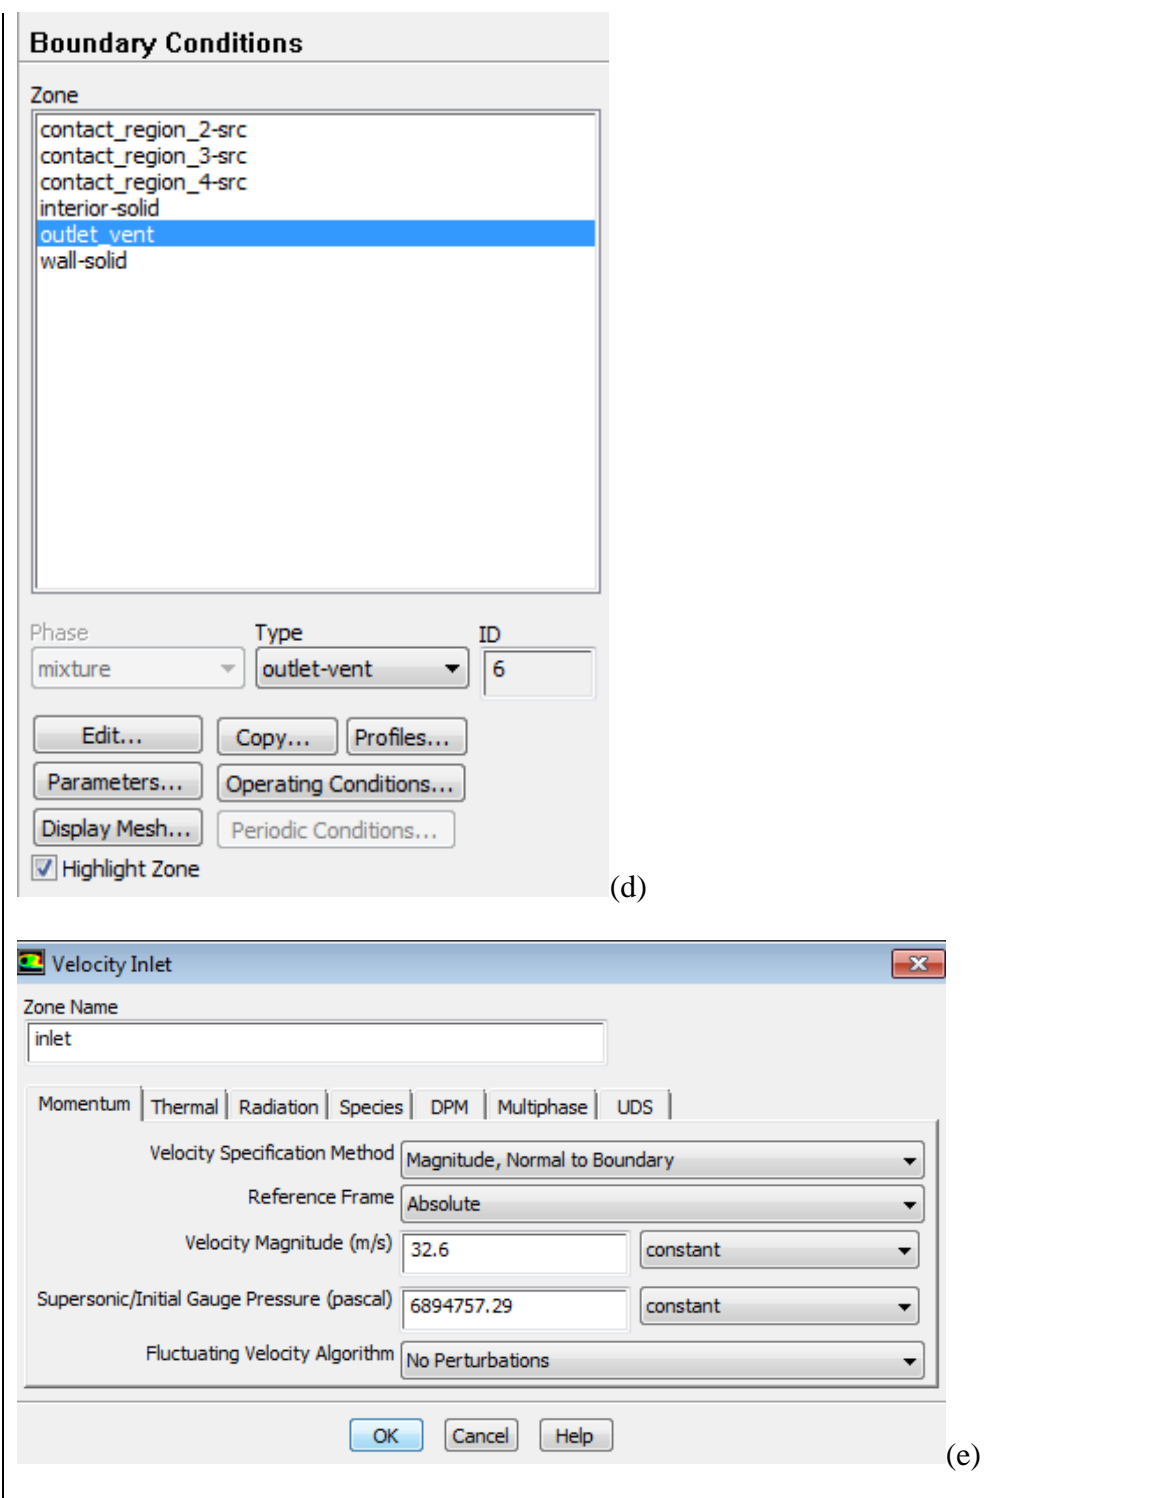 Boundary Conditions
Zone
contact_region_2-src
contact_region_3-src
contact_region_4-src
interior-solid
outlet_vent
wall-solid
Phase Type ID
mixture outlet-vent 6
Edit... Copy... Profiles...
Parameters... Operating Conditions...
Display Mesh... Periodic Conditions...
Highlight Zone
(d)
Velocity Inlet
Zone Name
inlet
Momentum Thermal Radiation Species DPM Multiphase UDS
Velocity Specification Method Magnitude, Normal to Boundary
Reference Frame Absolute
Velocity Magnitude (m/s) 32.6 constant
Supersonic/Initial Gauge Pressure (pascal) 6894757.29 constant
Fluctuating Velocity Algorithm No Perturbations
OK Cancel Help
(e)